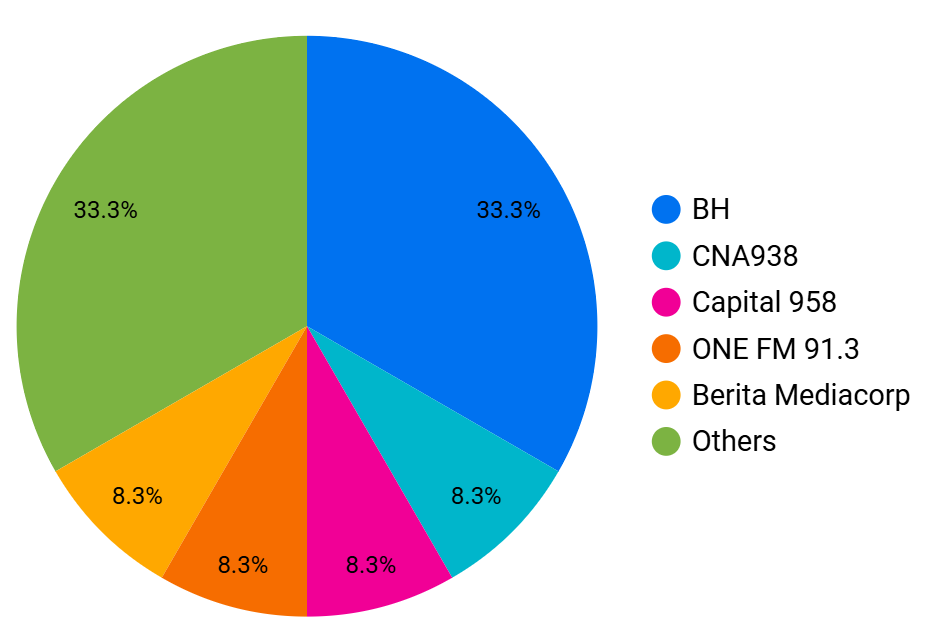 33.3%
33.3%
8.3%
8.3%
8.3%
8.3%
BH
CNA938
Capital 958
ONE FM 91.3
Berita Mediacorp
Others